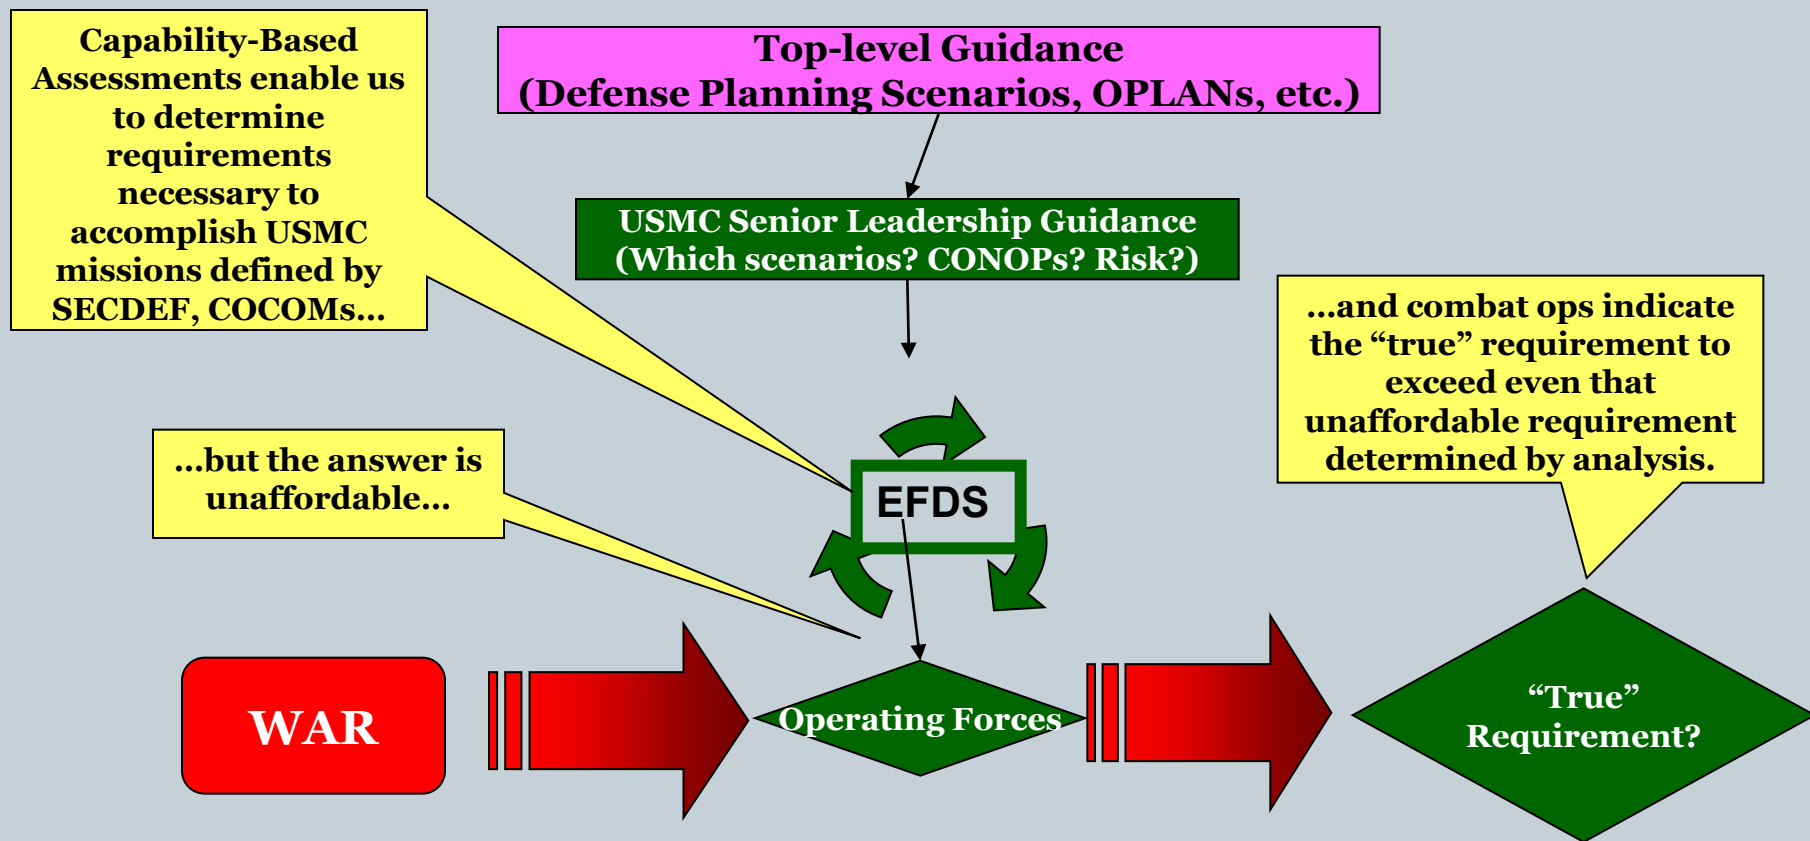 Capability-Based
Assessments enable us
to determine
requirements
necessary to
accomplish USMC
missions defined by
SECDEF, COCOMs...
Top-level Guidance
(Defense Planning Scenarios, OPLANs, etc.)
USMC Senior Leadership Guidance
(Which scenarios? CONOPs? Risk?)
...and combat ops indicate
the “true” requirement to
exceed even that
unaffordable requirement
determined by analysis.
...but the answer is
unaffordable...
EFDS
WAR
Operating Forces
“True”
Requirement?